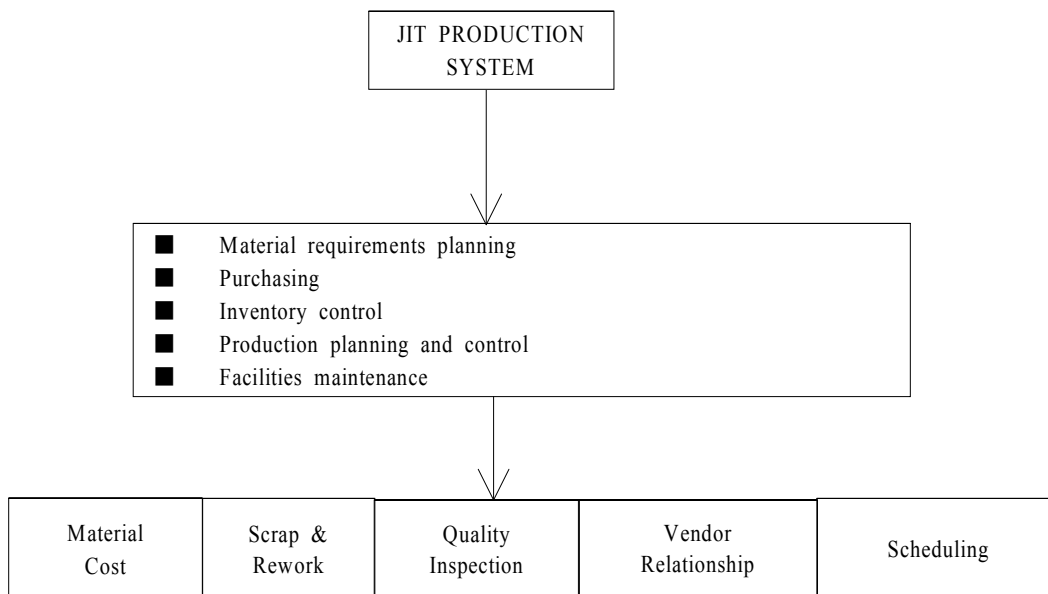 JIT PRODUCTION
SYSTEM
■ Material requirements planning
■ Purchasing
■ Inventory control
■ Production planning and control
■ Facilities maintenance
Material
Cost
Scrap &
Rework
Quality
Inspection
Vendor
Relationship
Scheduling